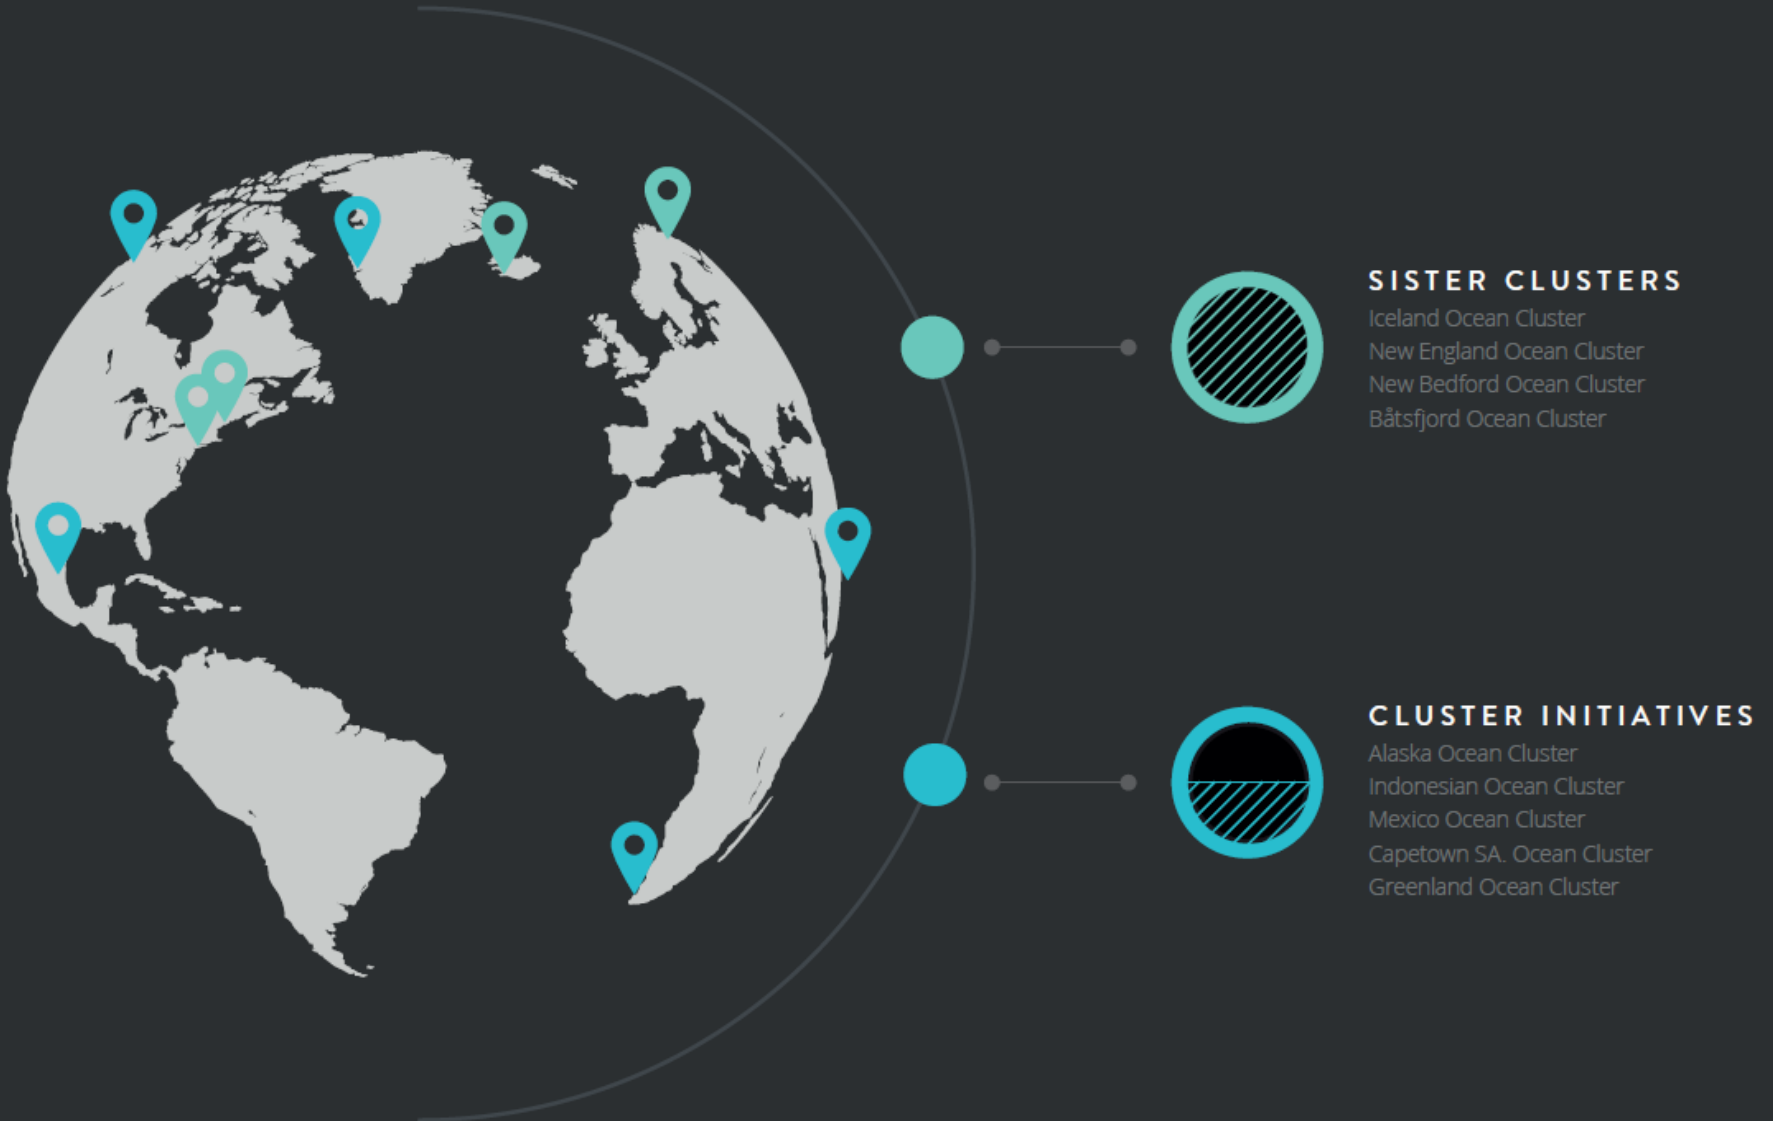 SISTER CLUSTERS
Iceland Ocean Cluster
New England Ocean Cluster
New Bedford Ocean Cluster
Båtsfjord Ocean Cluster
CLUSTER INITIATIVES
Alaska Ocean Cluster
Indonesian Ocean Cluster
Mexico Ocean Cluster
Capetown SA. Ocean Cluster
Greenland Ocean Cluster